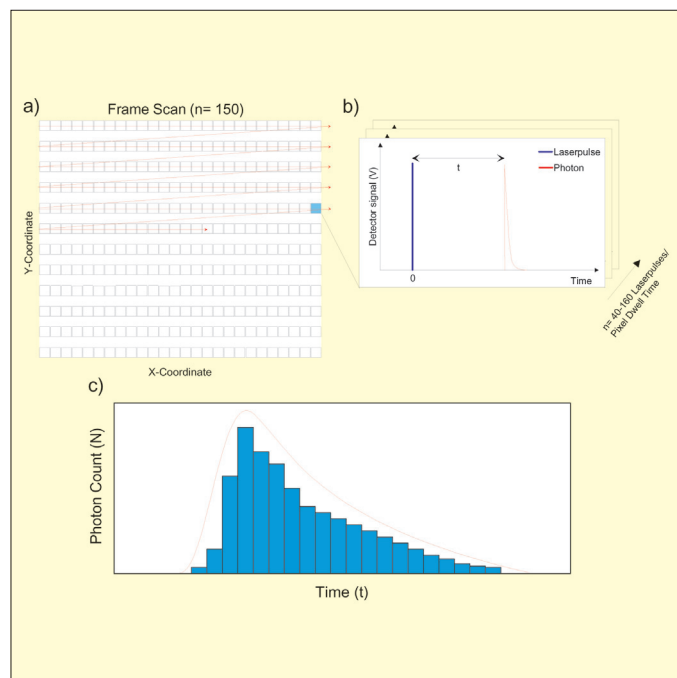 a)
Frame Scan (n= 150)
Y-Coordinate
X-Coordinate
b)
Laserpulse
Photon
t
Detector signal (V)
0
Time
n= 40-160 Laserpulses/
Pixel Dwell Time
c)
Photon Count (N)
Time (t)